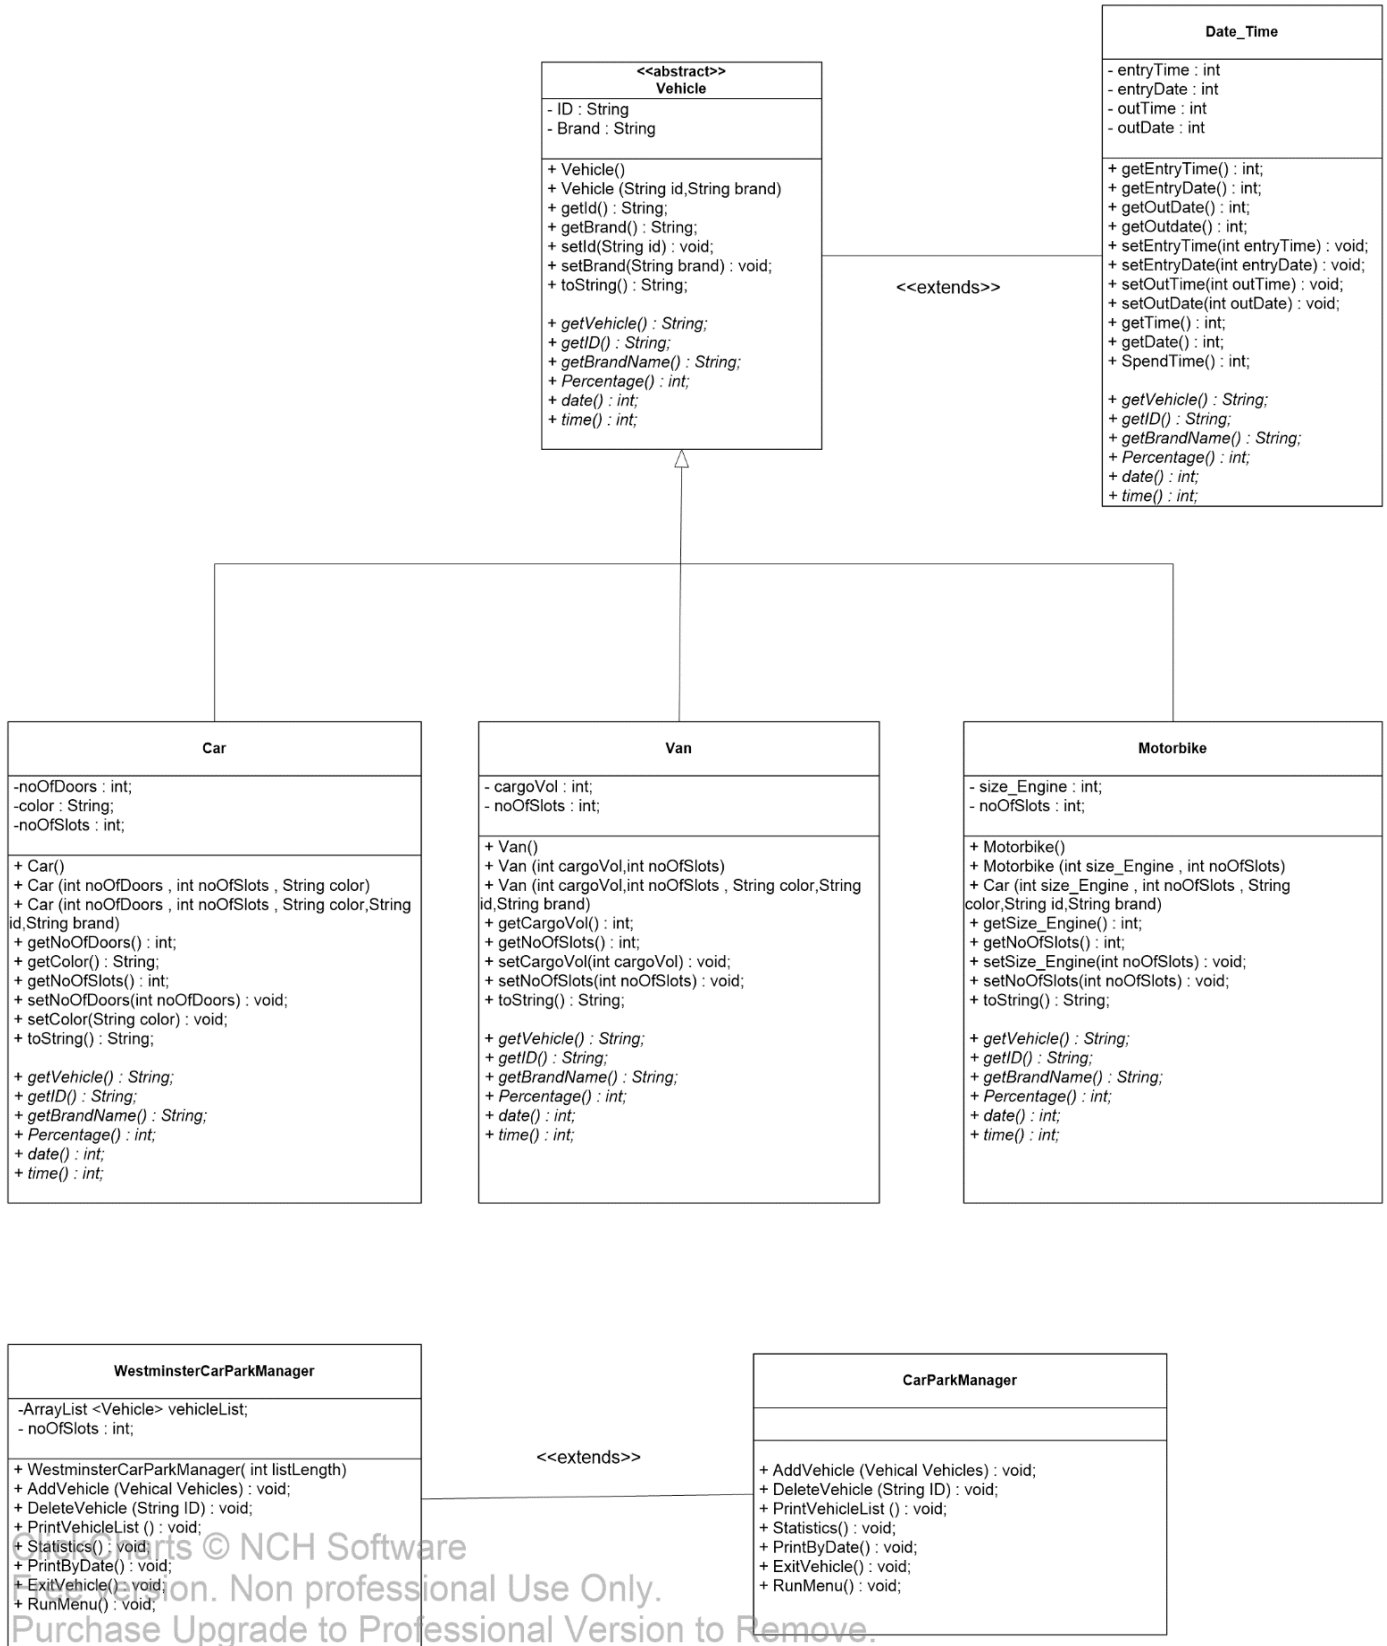 Date_Time
- entryTime : int
- entryDate : int
- outTime : int
- outDate : int
+ getEntryTime() : int;
+ getEntryDate() : int;
+ getOutDate() : int;
+ getOutdate() : int;
+ setEntryTime(int entryTime) : void;
+ setEntryDate(int entryDate) : void;
+ setOutTime(int outTime) : void;
+ setOutDate(int outDate) : void;
+ getTime() : int;
+ getDate() : int;
+ SpendTime() : int;
+ getVehicle() : String;
+ getID() : String;
+ getBrandName() : String;
+ Percentage() : int;
+ date() : int;
+ time() : int;
<<abstract>>
Vehicle
- ID : String
- Brand : String
+ Vehicle()
+ Vehicle (String id,String brand)
+ getId() : String;
+ getBrand() : String;
+ setId(String id) : void;
+ setBrand(String brand) : void;
+ toString() : String;
+ getVehicle() : String;
+ getID() : String;
+ getBrandName() : String;
+ Percentage() : int;
+ date() : int;
+ time() : int;
<<extends>>
Car
-noOfDoors : int;
-color : String;
-noOfSlots : int;
+ Car()
+ Car (int noOfDoors , int noOfSlots , String color)
+ Car (int noOfDoors , int noOfSlots , String color,String
id,String brand)
+ getNoOfDoors() : int;
+ getColor() : String;
+ getNoOfSlots() : int;
+ setNoOfDoors(int noOfDoors) : void;
+ setColor(String color) : void;
+ toString() : String;
+ getVehicle() : String;
+ getID() : String;
+ getBrandName() : String;
+ Percentage() : int;
+ date() : int;
+ time() : int;
Van
- cargoVol : int;
- noOfSlots : int;
+ Van()
+ Van (int cargoVol,int noOfSlots)
+ Van (int cargoVol,int noOfSlots , String color,String
id,String brand)
+ getCargoVol() : int;
+ getNoOfSlots() : int;
+ setCargoVol(int cargoVol) : void;
+ setNoOfSlots(int noOfSlots) : void;
+ toString() : String;
+ getVehicle() : String;
+ getID() : String;
+ getBrandName() : String;
+ Percentage() : int;
+ date() : int;
+ time() : int;
Motorbike
- size_Engine : int;
- noOfSlots : int;
+ Motorbike()
+ Motorbike (int size_Engine , int noOfSlots)
+ Car (int size_Engine , int noOfSlots , String
color,String id,String brand)
+ getSize_Engine() : int;
+ getNoOfSlots() : int;
+ setSize_Engine(int noOfSlots) : void;
+ setNoOfSlots(int noOfSlots) : void;
+ toString() : String;
+ getVehicle() : String;
+ getID() : String;
+ getBrandName() : String;
+ Percentage() : int;
+ date() : int;
+ time() : int;
WestminsterCarParkManager
-ArrayList <Vehicle> vehicleList;
- noOfSlots : int;
+ WestminsterCarParkManager( int listLength)
+ AddVehicle (Vehical Vehicles) : void;
+ DeleteVehicle (String ID) : void;
+ PrintVehicleList () : void;
+ Statistics() : void;
+ PrintByDate() : void;
+ ExitVehicle() : void;
+ RunMenu() : void;
<<extends>>
CarParkManager
+ AddVehicle (Vehical Vehicles) : void;
+ DeleteVehicle (String ID) : void;
+ PrintVehicleList () : void;
+ Statistics() : void;
+ PrintByDate() : void;
+ ExitVehicle() : void;
+ RunMenu() : void;
ClickCharts © NCH Software
Free version. Non professional Use Only.
Purchase Upgrade to Professional Version to Remove.